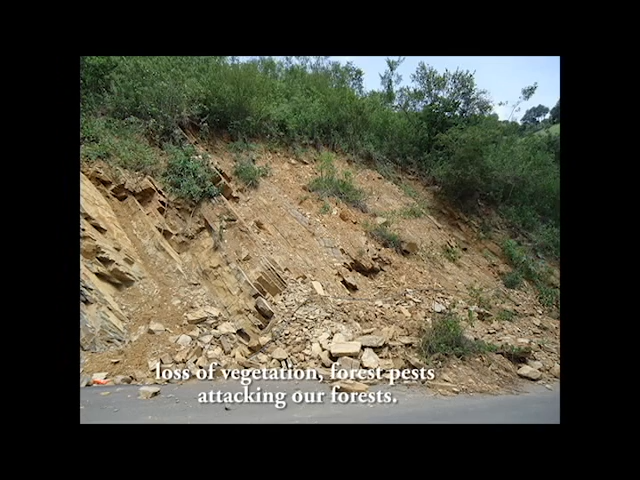 loss of vegetation, forest pests
attacking our forests.